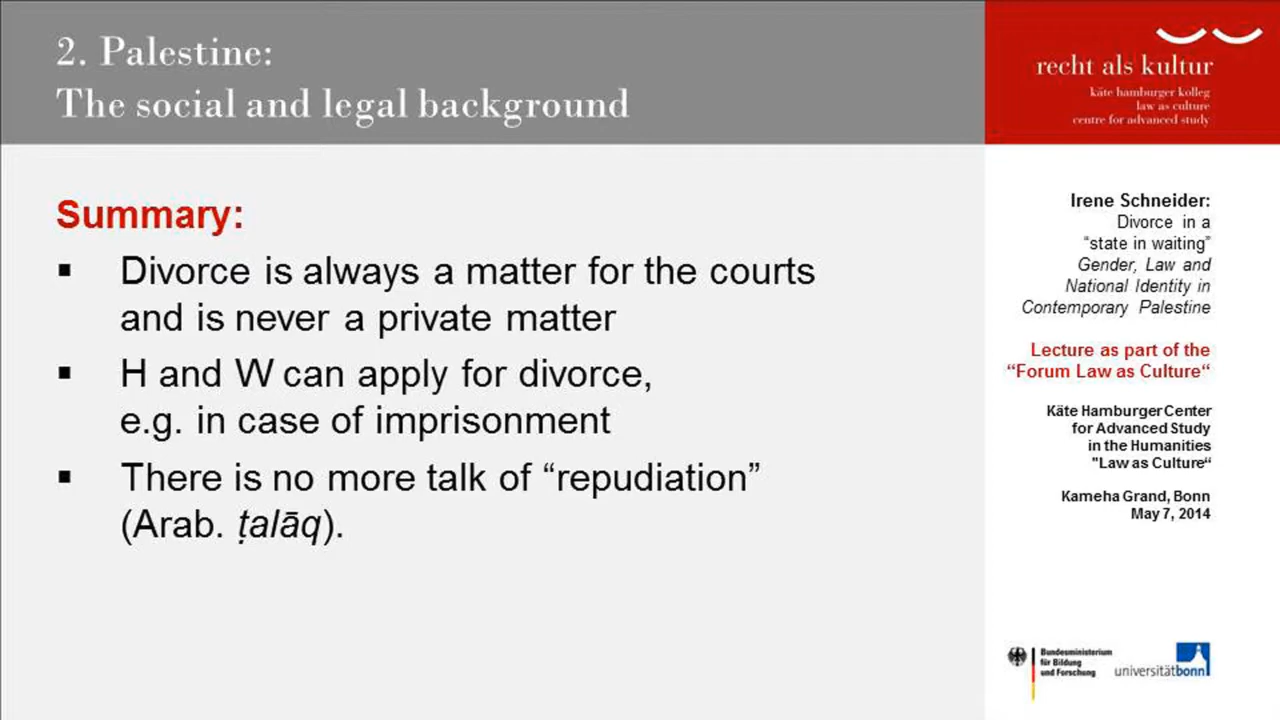 2. Palestine:
The social and legal background
Summary:
▪ Divorce is always a matter for the courts
and is never a private matter
▪ H and W can apply for divorce,
e.g. in case of imprisonment
▪ There is no more talk of “repudiation”
(Arab. ṭalāq).
recht als kultur
käte hamburger kolleg
law as culture
centre for advanced study
Irene Schneider:
Divorce in a
“state in waiting”
Gender, Law and
National Identity in
Contemporary Palestine
Lecture as part of the
“Forum Law as Culture“
Käte Hamburger Center
for Advanced Study
in the Humanities
"Law as Culture“
Kameha Grand, Bonn
May 7, 2014
Bundesministerium
für Bildung
und Forschung
universitätbonn